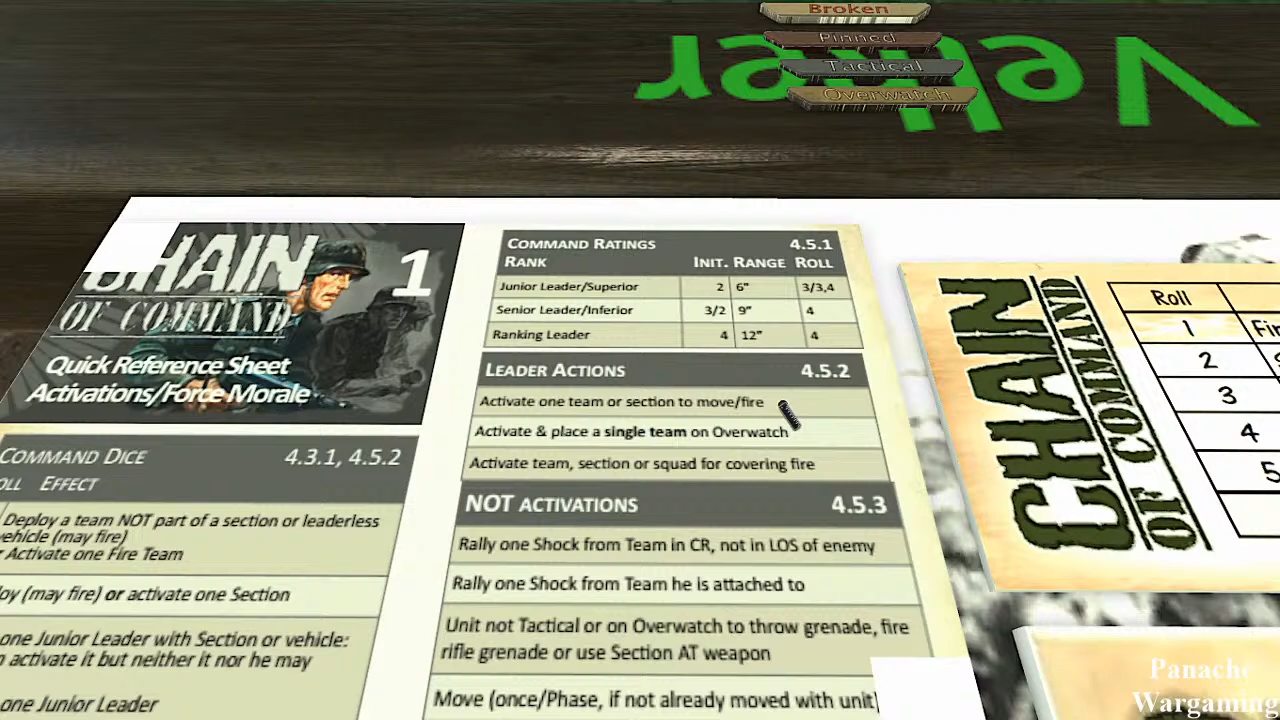 Broken
Pinned
Tactical
Overwatch
Velter
CHAIN
OF COMMAND
1
Quick Reference Sheet
Activations/Force Morale
COMMAND DICE 4.3.1, 4.5.2
EFFECT
Deploy a team NOT part of a section or leaderless
vehicle (may fire)
Activate one Fire Team
(may fire) or activate one Section
one Junior Leader with Section or vehicle:
activate it but neither it nor he may
one Junior Leader
COMMAND RATINGS 4.5.1
RANK INIT. RANGE ROLL
Junior Leader/Superior 2 6" 3/3,4
Senior Leader/Inferior 3/2 9" 4
Ranking Leader 4 12" 4
LEADER ACTIONS 4.5.2
Activate one team or section to move/fire
Activate & place a single team on Overwatch
Activate team, section or squad for covering fire
NOT ACTIVATIONS 4.5.3
Rally one Shock from Team in CR, not in LOS of enemy
Rally one Shock from Team he is attached to
Unit not Tactical or on Overwatch to throw grenade, fire
rifle grenade or use Section AT weapon
Move (once/Phase, if not already moved with unit)
CHAIN
OF COMMAND
Roll
1
2
3
4
5
Panache
Wargaming